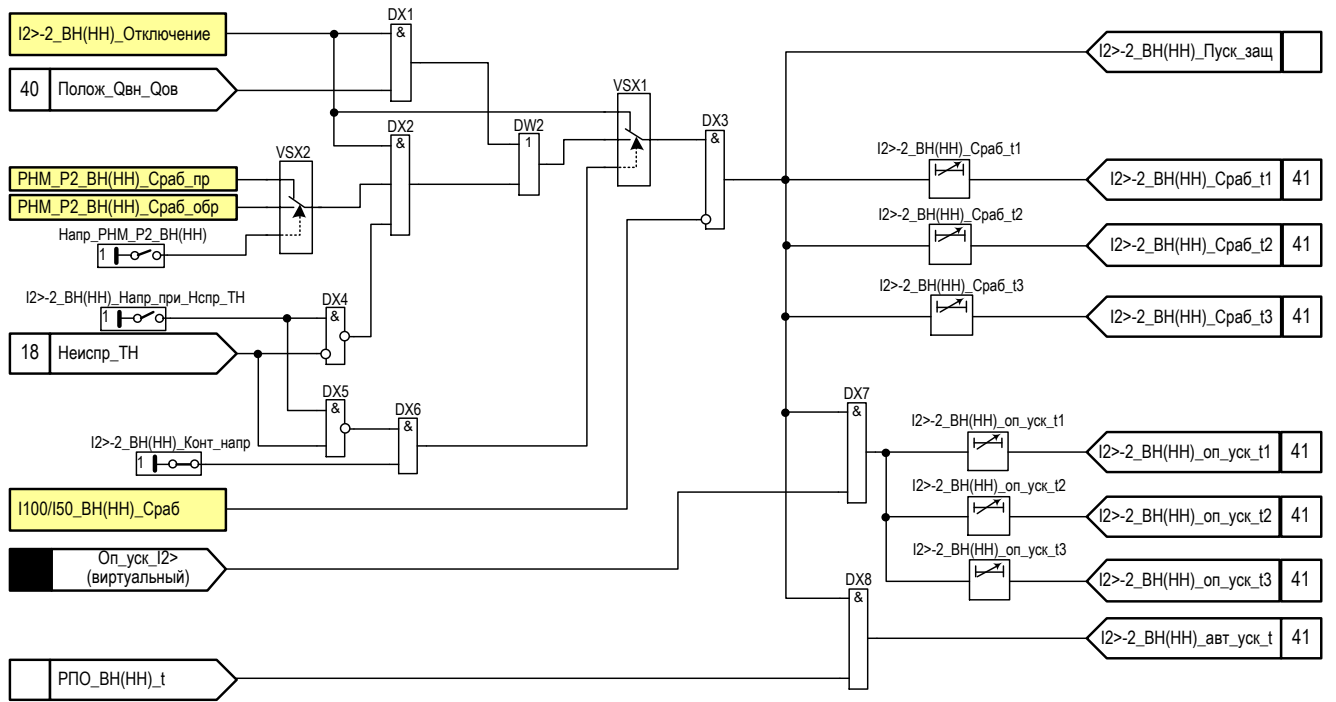 I2>-2_ВН(НН)_Отключение
40 Полож_Qвн_Qов
РНМ_Р2_ВН(НН)_Сраб_пр
РНМ_Р2_ВН(НН)_Сраб_обр
Напр_РНМ_Р2_ВН(НН)
1
I2>-2_ВН(НН)_Напр_при_Нспр_ТН
1
18 Неиспр_ТН
I2>-2_ВН(НН)_Конт_напр
1
I100/I50_ВН(НН)_Сраб
Оп_уск_I2>
(виртуальный)
РПО_ВН(НН)_t
DX1
&
DX2
&
VSX2
DX4
&
DX5
&
DX6
&
DW2
1
VSX1
DX3
&
I2>-2_ВН(НН)_Пуск_защ
I2>-2_ВН(НН)_Сраб_t1
I2>-2_ВН(НН)_Сраб_t1 41
I2>-2_ВН(НН)_Сраб_t2
I2>-2_ВН(НН)_Сраб_t2 41
I2>-2_ВН(НН)_Сраб_t3
I2>-2_ВН(НН)_Сраб_t3 41
DX7
&
I2>-2_ВН(НН)_оп_уск_t1
I2>-2_ВН(НН)_оп_уск_t1 41
I2>-2_ВН(НН)_оп_уск_t2
I2>-2_ВН(НН)_оп_уск_t2 41
I2>-2_ВН(НН)_оп_уск_t3
I2>-2_ВН(НН)_оп_уск_t3 41
DX8
&
I2>-2_ВН(НН)_авт_уск_t 41